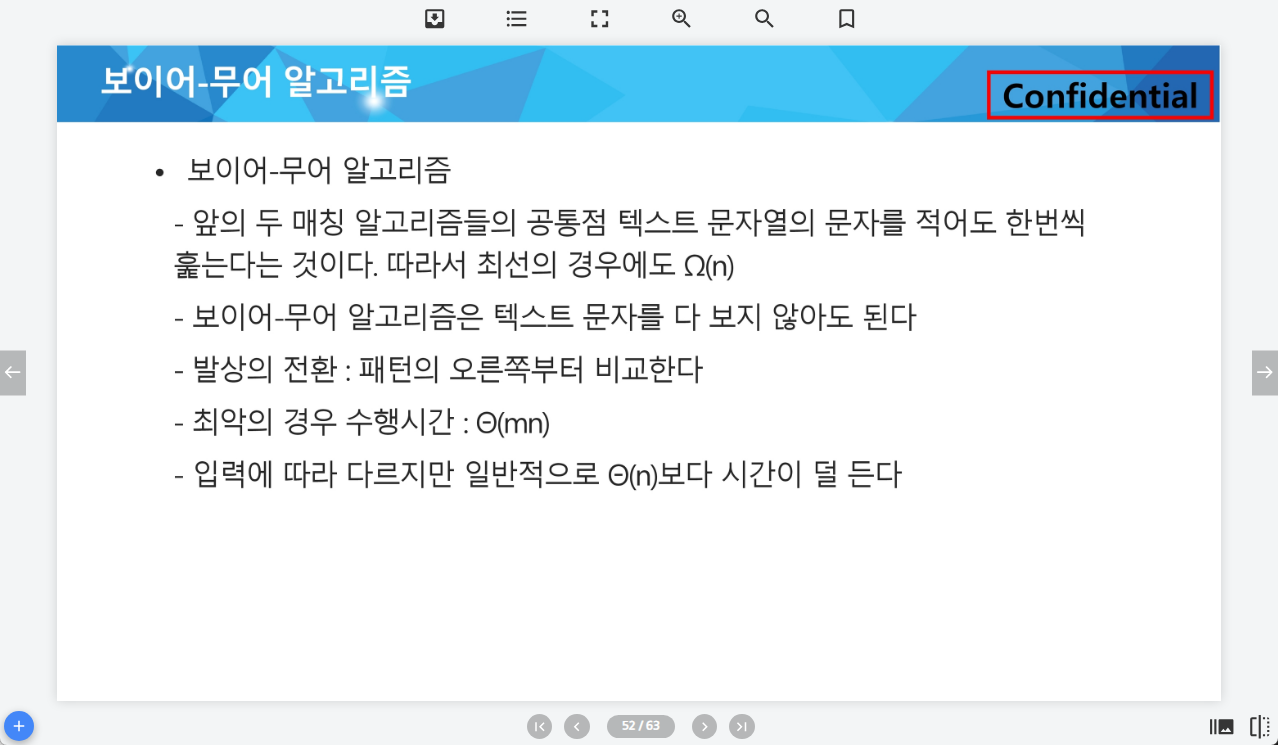 보이어-무어 알고리즘
Confidential
• 보이어-무어 알고리즘
- 앞의 두 매칭 알고리즘들의 공통점 텍스트 문자열의 문자를 적어도 한번씩
훑는다는 것이다. 따라서 최선의 경우에도 Ω(n)
- 보이어-무어 알고리즘은 텍스트 문자를 다 보지 않아도 된다
- 발상의 전환 : 패턴의 오른쪽부터 비교한다
- 최악의 경우 수행시간 : Θ(mn)
- 입력에 따라 다르지만 일반적으로 Θ(n)보다 시간이 덜 든다
52 / 63